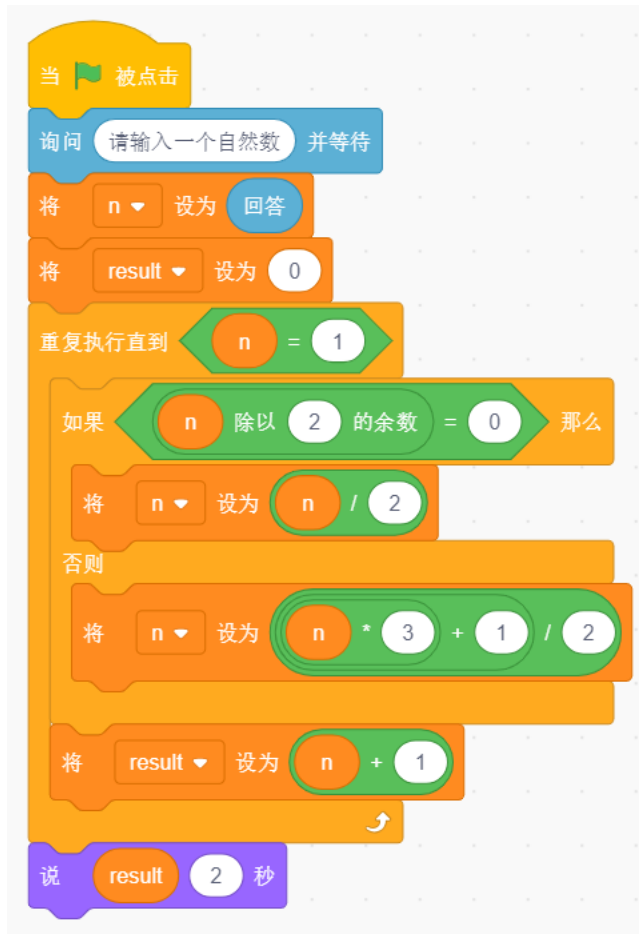 当 被点击
询问 请输入一个自然数 并等待
将 n 设为 回答
将 result 设为 0
重复执行直到 n = 1
如果 n 除以 2 的余数 = 0 那么
将 n 设为 n / 2
否则
将 n 设为 n * 3 + 1 / 2
将 result 设为 n + 1
说 result 2 秒